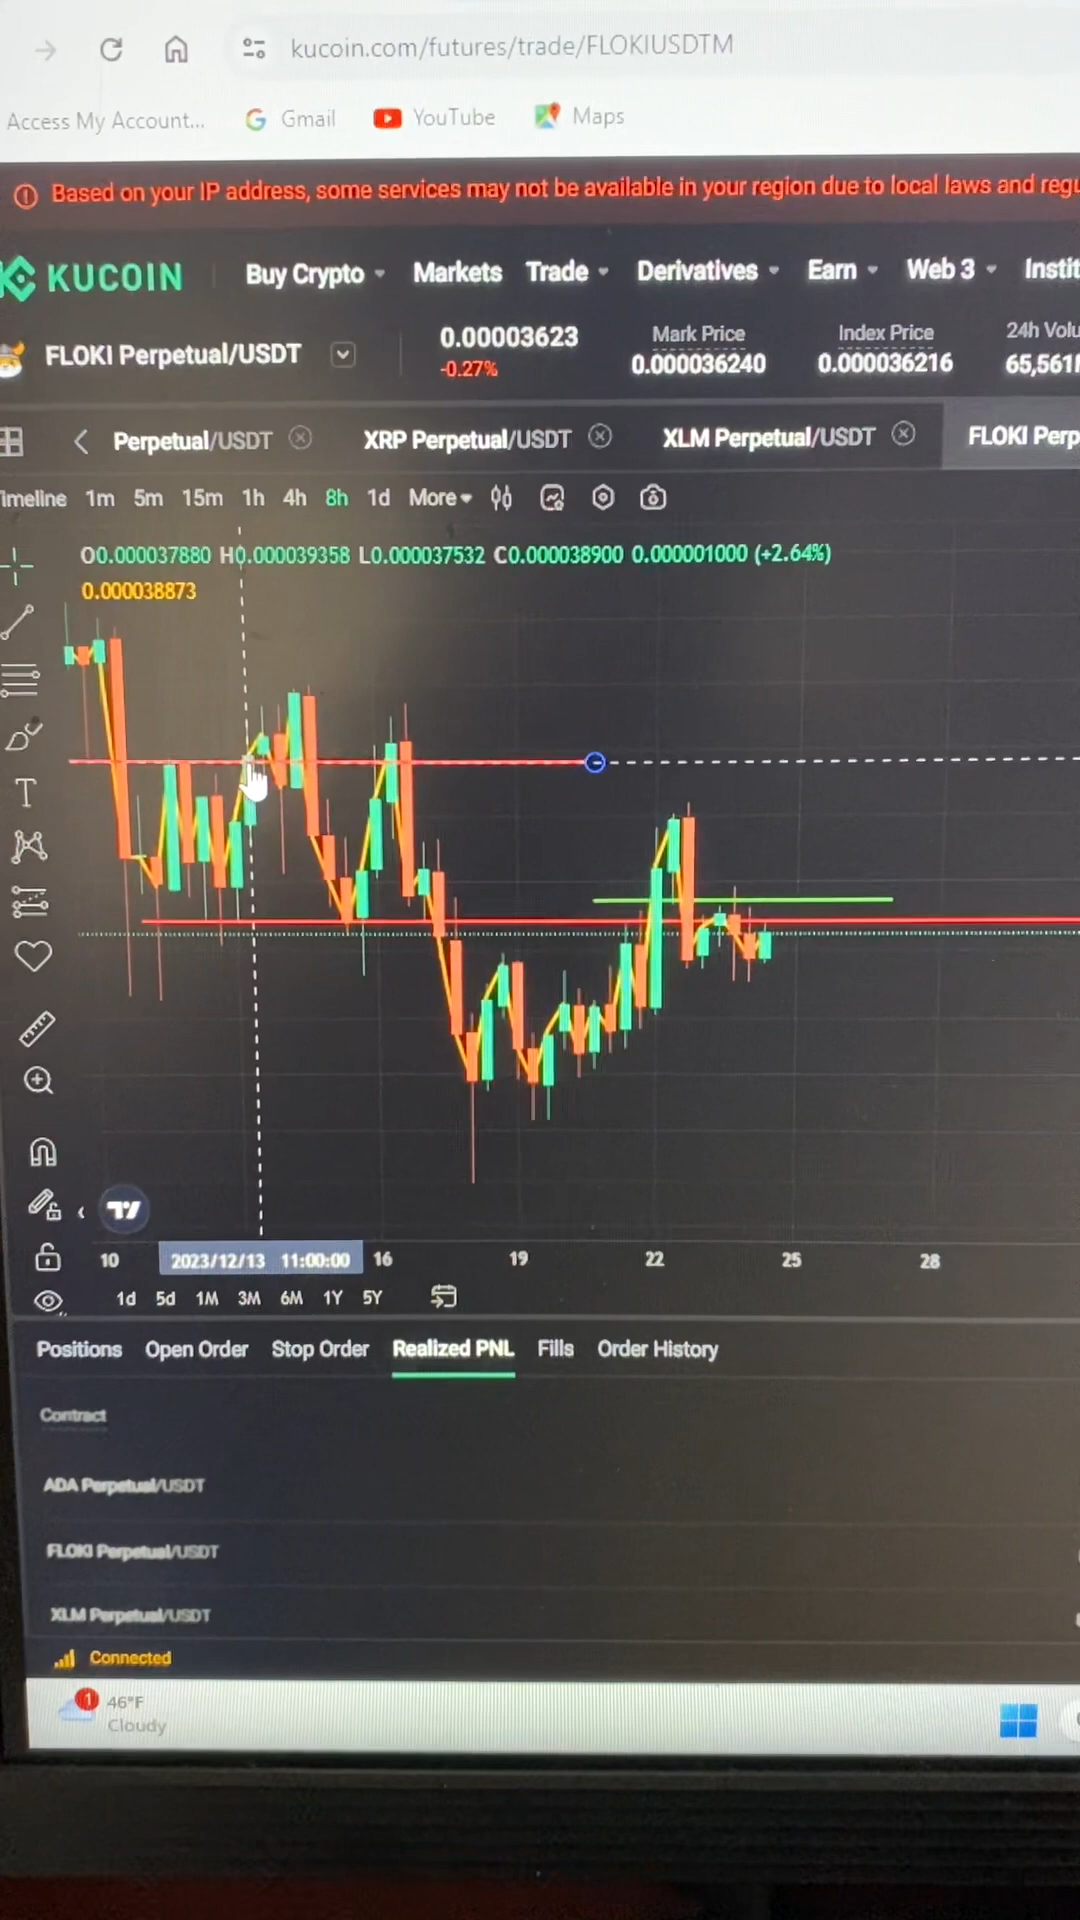 kucoin.com/futures/trade/FLOKIUSDTM
Access My Account... Gmail YouTube Maps
Based on your IP address, some services may not be available in your region due to local laws and regu
KUCOIN Buy Crypto Markets Trade Derivatives Earn Web 3 Instit
FLOKI Perpetual/USDT 0.00003623 -0.27% Mark Price 0.000036240 Index Price 0.000036216 24h Volu 65,561
Perpetual/USDT XRP Perpetual/USDT XLM Perpetual/USDT FLOKI Perp
imeline 1m 5m 15m 1h 4h 8h 1d More
O0.000037880 H0.000039358 L0.000037532 C0.000038900 0.000001000 (+2.64%)
0.000038873
10 2023/12/13 11:00:00 16 19 22 25 28
1d 5d 1M 3M 6M 1Y 5Y
Positions Open Order Stop Order Realized PNL Fills Order History
Contract
ADA Perpetual/USDT
FLOKI Perpetual/USDT
XLM Perpetual/USDT
Connected
1 46°F
Cloudy